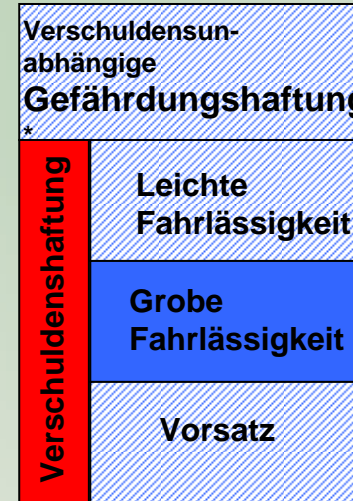 Verschuldensun-
abhängige
Gefährdungshaftung
*
Verschuldenshaftung
Leichte
Fahrlässigkeit
Grobe
Fahrlässigkeit
Vorsatz